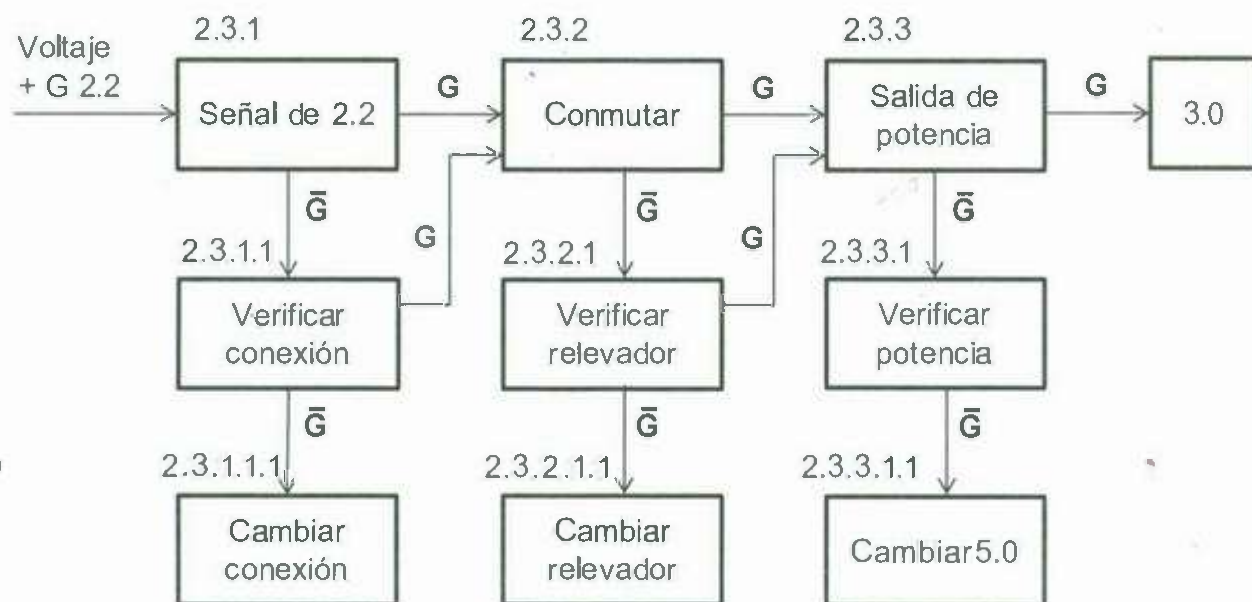 2.3.1
2.3.2
2.3.3
Voltaje
+ G 2.2
Señal de 2.2
G
Conmutar
G
Salida de
potencia
G
3.0
Ḡ
Ḡ
Ḡ
G
G
2.3.1.1
2.3.2.1
2.3.3.1
Verificar
conexión
Verificar
relevador
Verificar
potencia
Ḡ
Ḡ
Ḡ
2.3.1.1.1
2.3.2.1.1
2.3.3.1.1
Cambiar
conexión
Cambiar
relevador
Cambiar 5.0